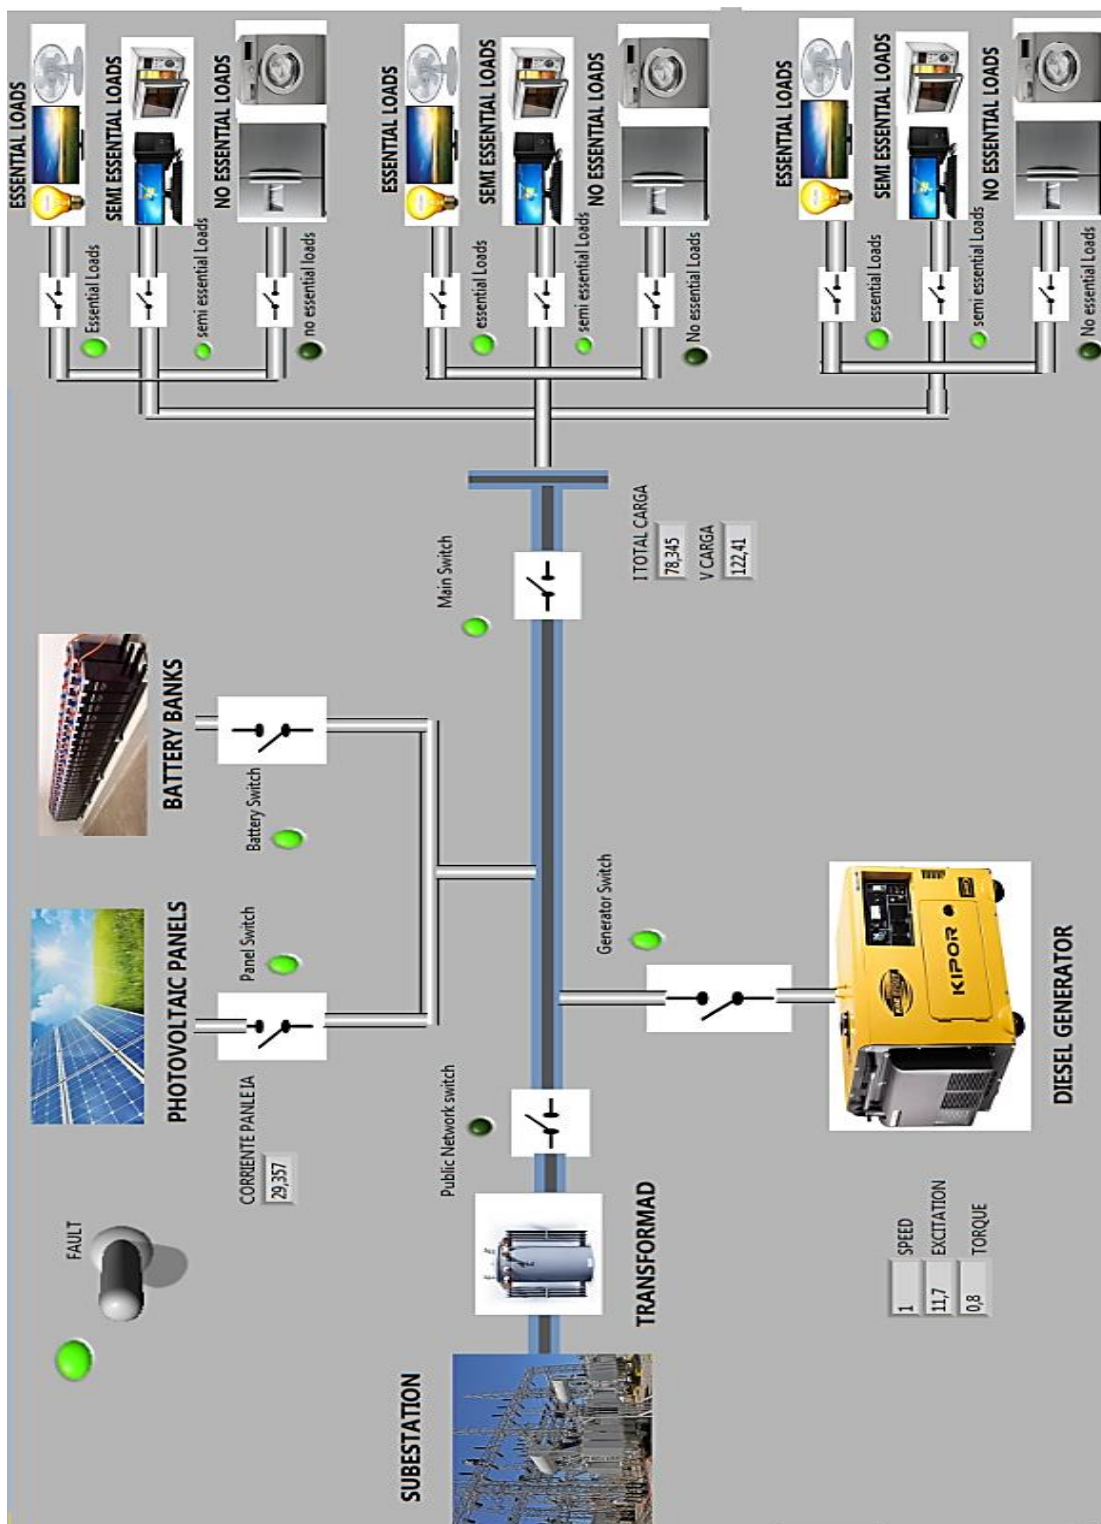 FAULT
ESSENTIAL LOADS
Essential Loads
SEMI ESSENTIAL LOADS
semi essential Loads
NO ESSENTIAL LOADS
no essential loads
PHOTOVOLTAIC PANELS
BATTERY BANKS
CORRIENTE PANLE IA
29,357
Panel Switch
Battery Switch
SUBESTATION
TRANSFORMAD
Public Network switch
Main Switch
ESSENTIAL LOADS
essential Loads
SEMI ESSENTIAL LOADS
semi essential Loads
NO ESSENTIAL LOADS
No essential Loads
Generator Switch
I TOTAL CARGA
78,345
V CARGA
122,41
ESSENTIAL LOADS
essential Loads
SEMI ESSENTIAL LOADS
semi essential Loads
NO ESSENTIAL LOADS
No essential Loads
1 SPEED
11,7 EXCITATION
0,8 TORQUE
KIPOR
DIESEL GENERATOR